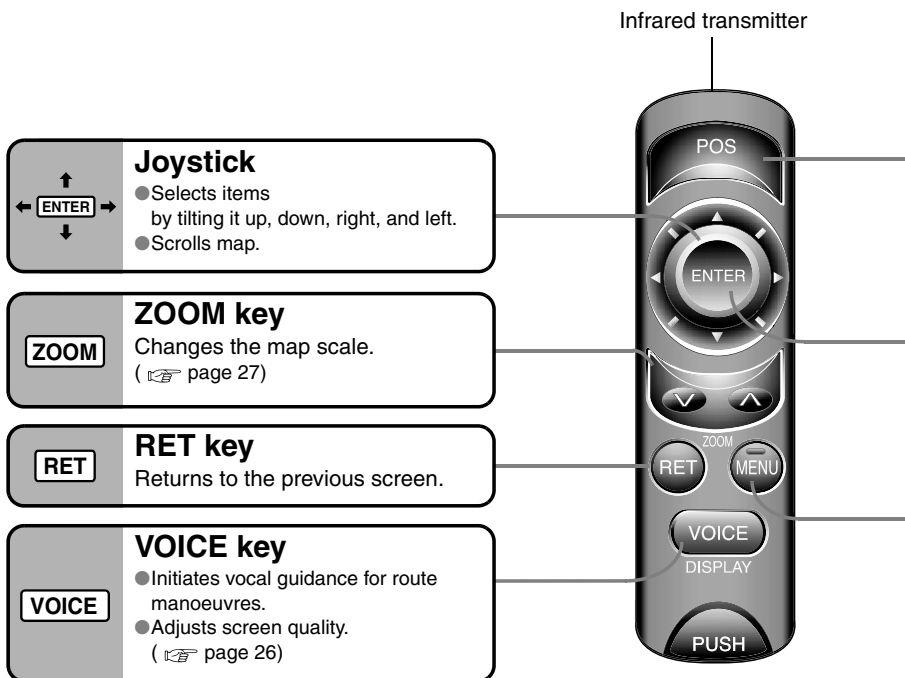 Infrared transmitter
ENTER
Joystick
●Selects items
by tilting it up, down, right, and left.
●Scrolls map.
ZOOM
ZOOM key
Changes the map scale.
( ☞ page 27)
RET
RET key
Returns to the previous screen.
VOICE
VOICE key
●Initiates vocal guidance for route
manoeuvres.
●Adjusts screen quality.
( ☞ page 26)
POS
ENTER
ZOOM
RET
MENU
VOICE
DISPLAY
PUSH